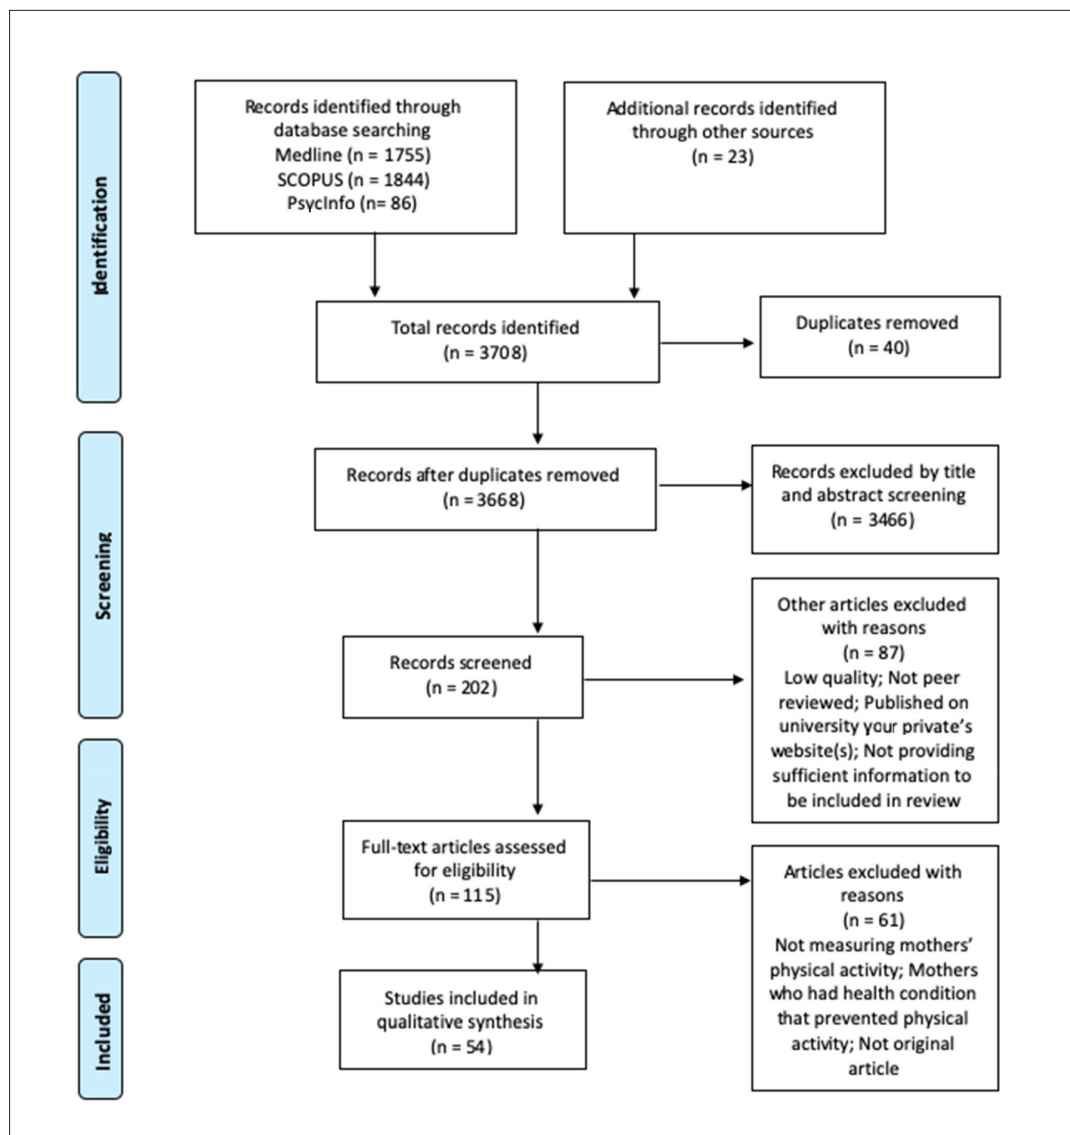 Identification
Records identified through
database searching
Medline (n = 1755)
SCOPUS (n = 1844)
PsycInfo (n= 86)
Additional records identified
through other sources
(n = 23)
Total records identified
(n = 3708)
Duplicates removed
(n = 40)
Screening
Records after duplicates removed
(n = 3668)
Records excluded by title
and abstract screening
(n = 3466)
Records screened
(n = 202)
Other articles excluded
with reasons
(n = 87)
Low quality; Not peer
reviewed; Published on
university your private's
website(s); Not providing
sufficient information to
be included in review
Eligibility
Full-text articles assessed
for eligibility
(n = 115)
Articles excluded with
reasons
(n = 61)
Not measuring mothers'
physical activity; Mothers
who had health condition
that prevented physical
activity; Not original
article
Included
Studies included in
qualitative synthesis
(n = 54)